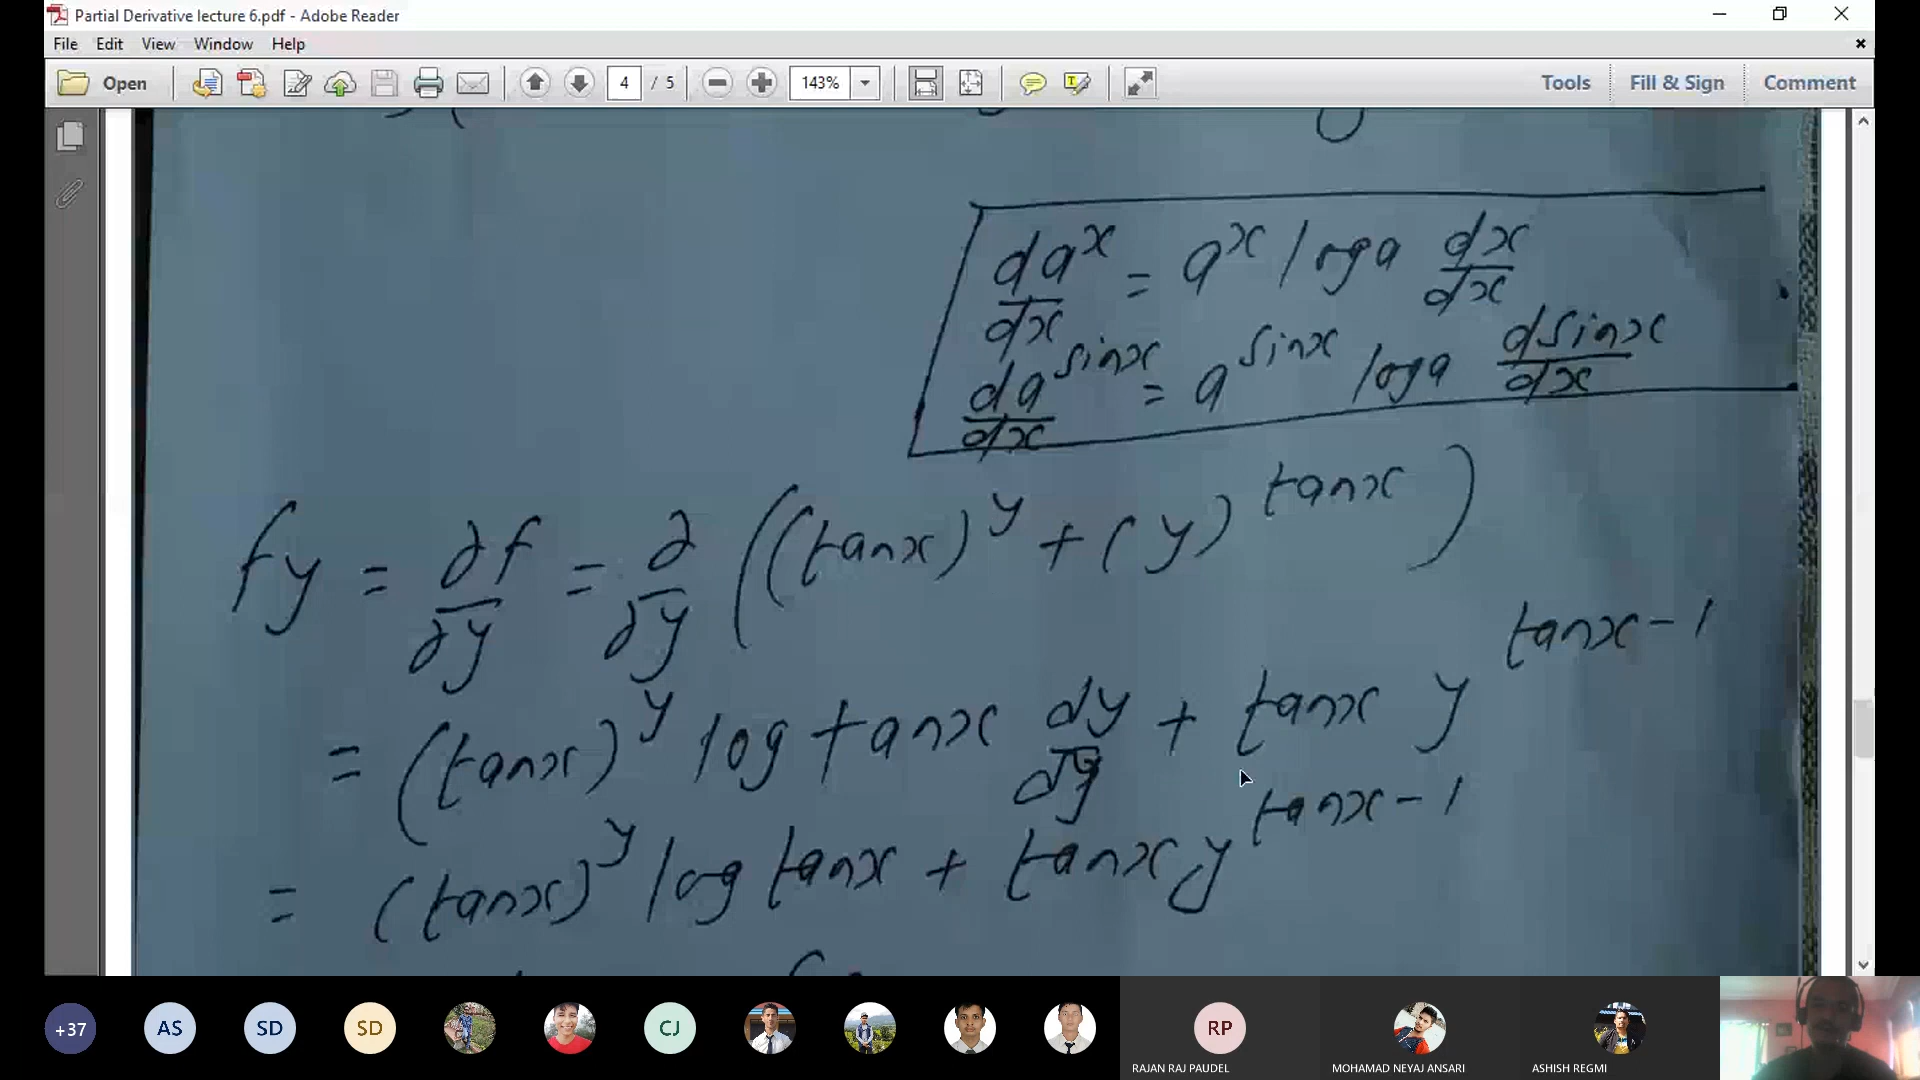 Partial Derivative lecture 6.pdf - Adobe Reader
File Edit View Window Help
Open 4 / 5 143% Tools Fill & Sign Comment
da^x/dx = a^x log a dx/dx
da^sinx/dx = a^sinx log a dsinx/dx
fy = ∂f/∂y = ∂/∂y ((tanx)^y + (y)^tanx)
= (tanx)^y log tanx dy/dy + tanx y^tanx-1
= (tanx)^y log tanx + tanx y^tanx-1
+37 AS SD SD CJ RP
RAJAN RAJ PAUDEL MOHAMAD NEYAJ ANSARI ASHISH REGMI